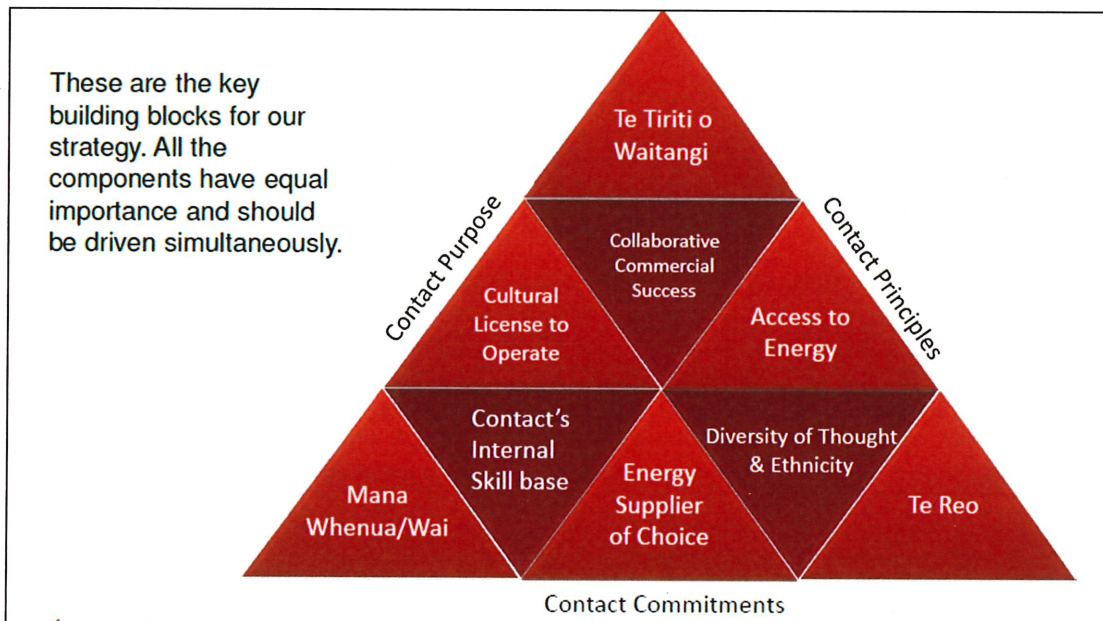 These are the key
building blocks for our
strategy. All the
components have equal
importance and should
be driven simultaneously.
Te Tiriti o
Waitangi
Contact Purpose
Contact Principles
Collaborative
Commercial
Success
Cultural
License to
Operate
Access to
Energy
Contact's
Internal
Skill base
Diversity of Thought
& Ethnicity
Mana
Whenua/Wai
Energy
Supplier
of Choice
Te Reo
Contact Commitments